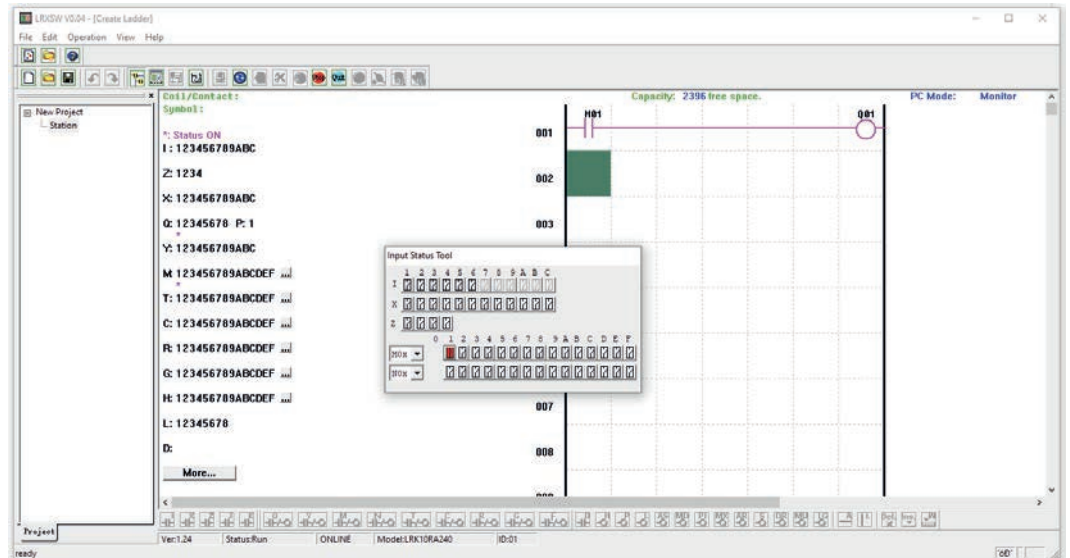 LRXSW V3.04 - [Create Ladder]
File Edit Operation View Help
Quit
New Project
Station
Project
Coil/Contact:
Symbol:
*: Status ON
I : 123456789ABC
Z: 1234
X: 123456789ABC
Q: 12345678 P: 1
*
Y: 123456789ABC
M: 123456789ABCDEF ...
*
T: 123456789ABCDEF ...
C: 123456789ABCDEF ...
R: 123456789ABCDEF ...
G: 123456789ABCDEF ...
H: 123456789ABCDEF ...
L: 12345678
D:
More...
Capacity: 2396 free space. PC Mode: Monitor
M01 Q01
001
002
003
007
008
Input Status Tool
1 2 3 4 5 6 7 8 9 A B C
I
X
Z
0 1 2 3 4 5 6 7 8 9 A B C D E F
M0x
N0x
Ver:1.24 Status:Run ONLINE Model:LRK10RA240 ID:01
ready